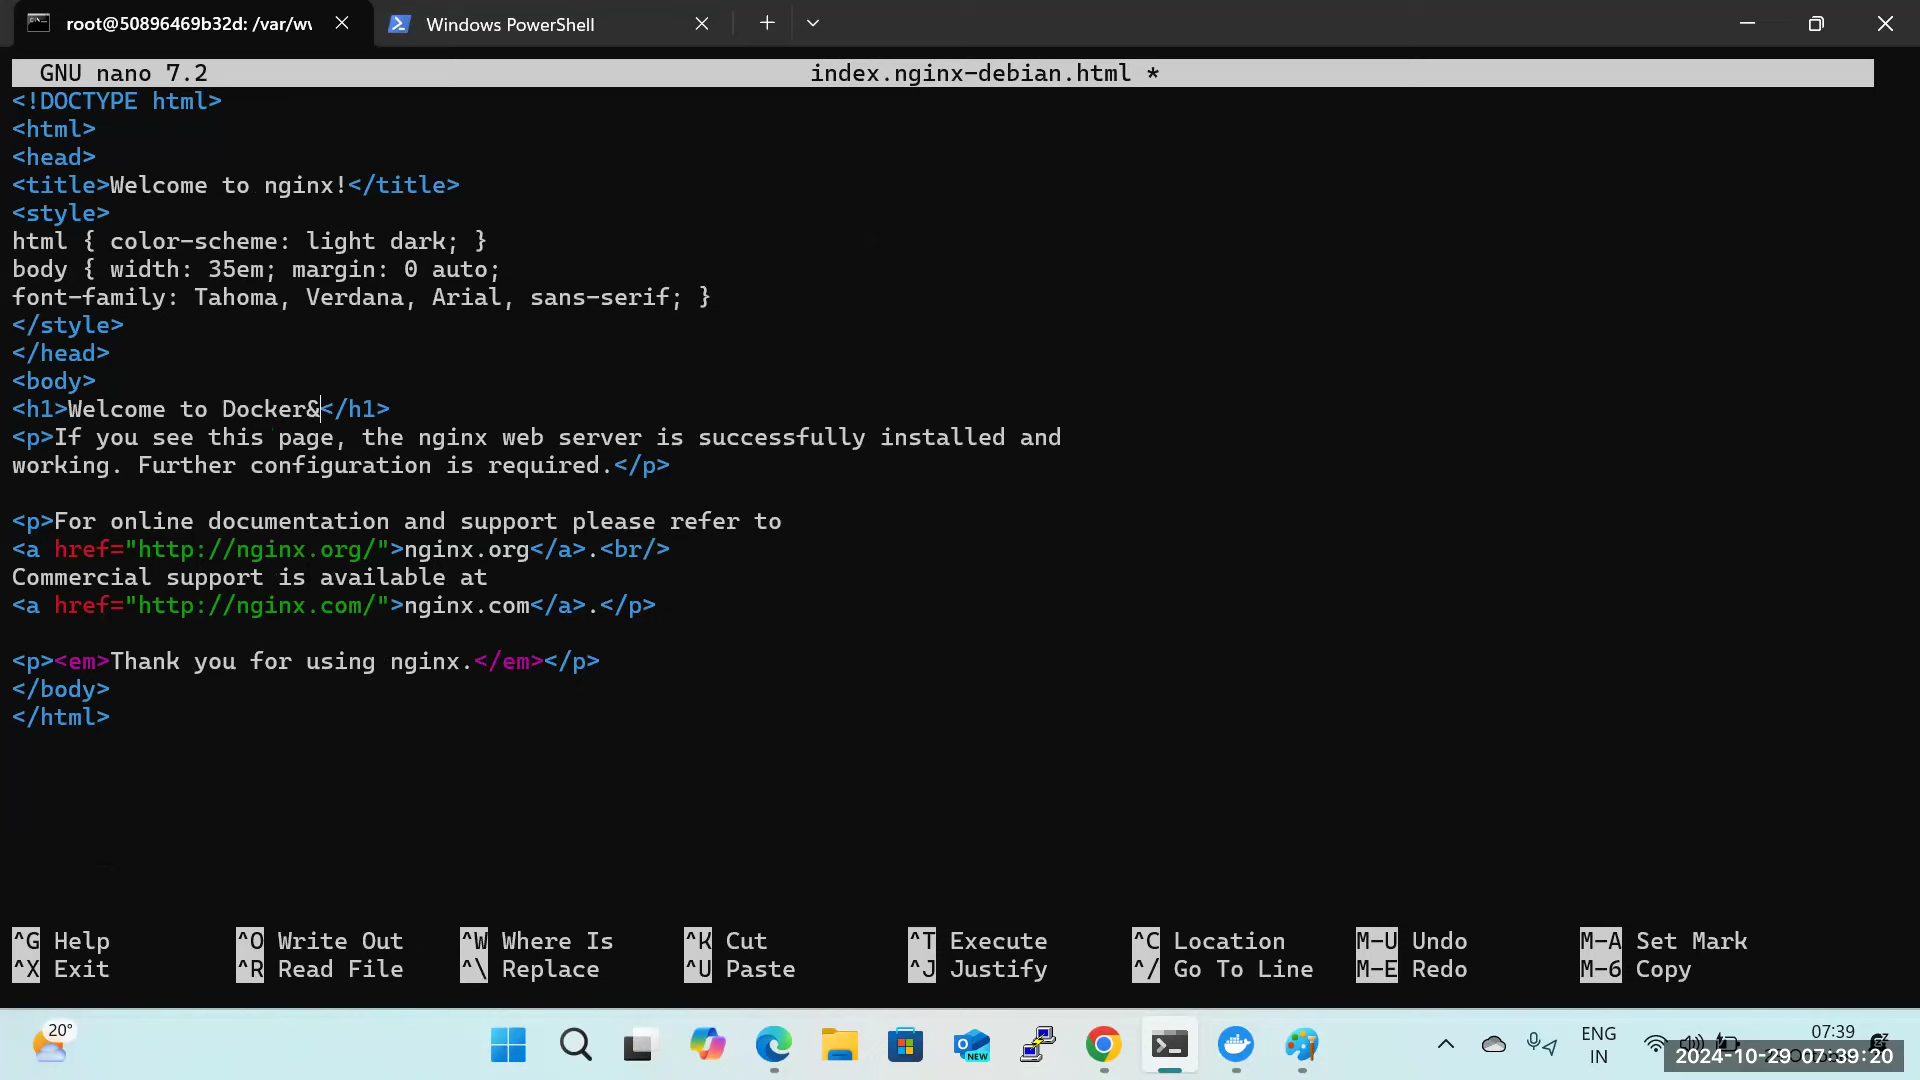 root@50896469b32d: /var/w
Windows PowerShell
GNU nano 7.2
index.nginx-debian.html *
<!DOCTYPE html>
<html>
<head>
<title>Welcome to nginx!</title>
<style>
html { color-scheme: light dark; }
body { width: 35em; margin: 0 auto;
font-family: Tahoma, Verdana, Arial, sans-serif; }
</style>
</head>
<body>
<h1>Welcome to Docker&</h1>
<p>If you see this page, the nginx web server is successfully installed and
working. Further configuration is required.</p>
<p>For online documentation and support please refer to
<a href="http://nginx.org/">nginx.org</a>.<br/>
Commercial support is available at
<a href="http://nginx.com/">nginx.com</a>.</p>
<p><em>Thank you for using nginx.</em></p>
</body>
</html>
^G Help ^O Write Out ^W Where Is ^K Cut ^T Execute ^C Location M-U Undo M-A Set Mark
^X Exit ^R Read File ^\ Replace ^U Paste ^J Justify ^/ Go To Line M-E Redo M-6 Copy
20°
NEW
ENG
IN
07:39
2024-10-29 07:39:20